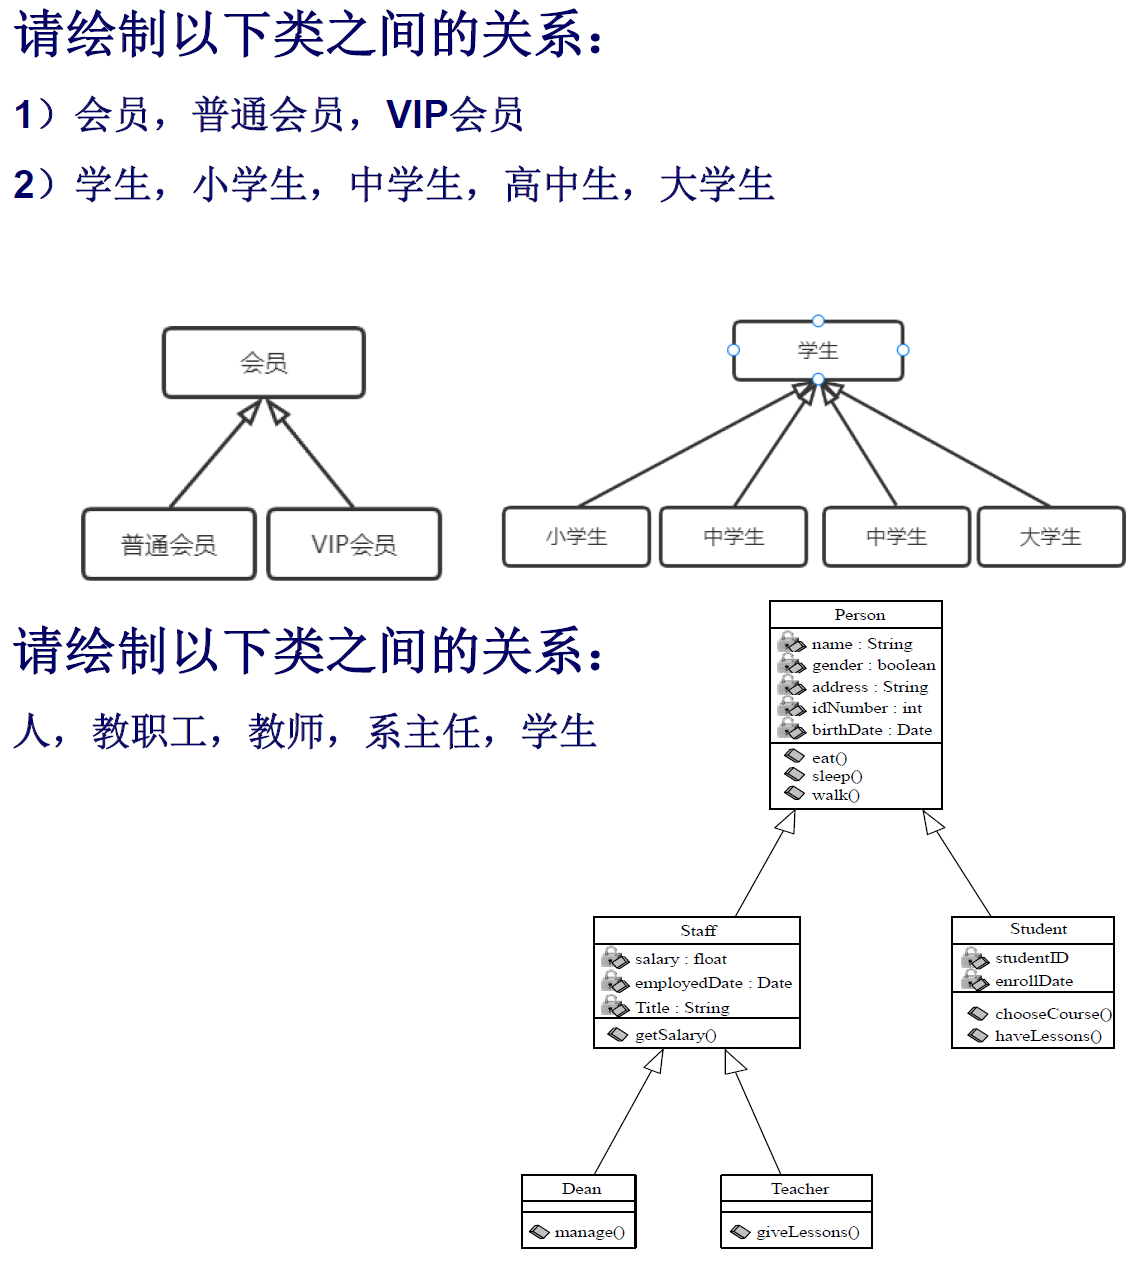 请绘制以下类之间的关系：
1）会员，普通会员，VIP会员
2）学生，小学生，中学生，高中生，大学生
会员
普通会员
VIP会员
学生
小学生
中学生
中学生
大学生
请绘制以下类之间的关系：
人，教职工，教师，系主任，学生
Person
name : String
gender : boolean
address : String
idNumber : int
birthDate : Date
eat()
sleep()
walk()
Staff
salary : float
employedDate : Date
Title : String
getSalary()
Student
studentID
enrollDate
chooseCourse()
haveLessons()
Dean
manage()
Teacher
giveLessons()